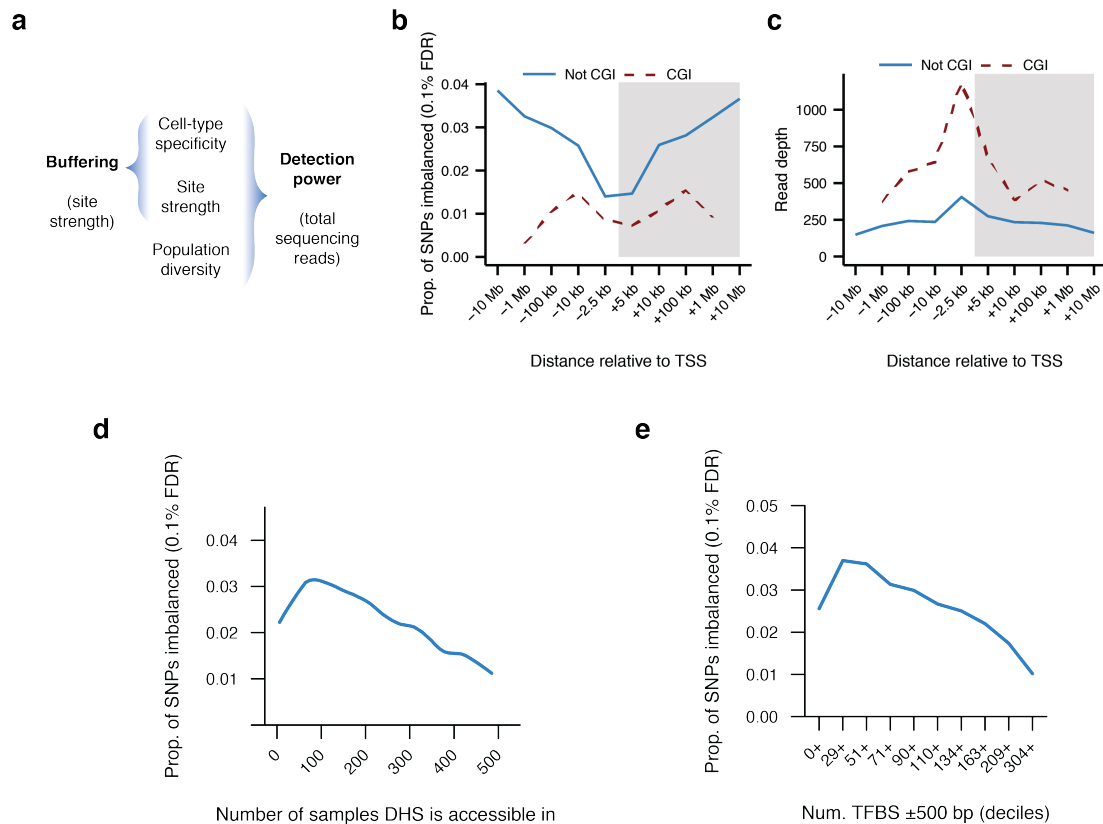 a
Buffering
(site
strength)
Cell-type
specificity
Site
strength
Population
diversity
Detection
power
(total
sequencing
reads)
b
Prop. of SNPs imbalanced (0.1% FDR)
Not CGI
CGI
0.04
0.03
0.02
0.01
0.00
−10 Mb
−1 Mb
−100 kb
−10 kb
−2.5 kb
+5 kb
+10 kb
+100 kb
+1 Mb
+10 Mb
Distance relative to TSS
c
Read depth
Not CGI
CGI
1000
750
500
250
0
−10 Mb
−1 Mb
−100 kb
−10 kb
−2.5 kb
+5 kb
+10 kb
+100 kb
+1 Mb
+10 Mb
Distance relative to TSS
d
Prop. of SNPs imbalanced (0.1% FDR)
0.04
0.03
0.02
0.01
0
100
200
300
400
500
Number of samples DHS is accessible in
e
Prop. of SNPs imbalanced (0.1% FDR)
0.05
0.04
0.03
0.02
0.01
0.00
0+
29+
51+
71+
90+
110+
134+
163+
209+
304+
Num. TFBS ±500 bp (deciles)